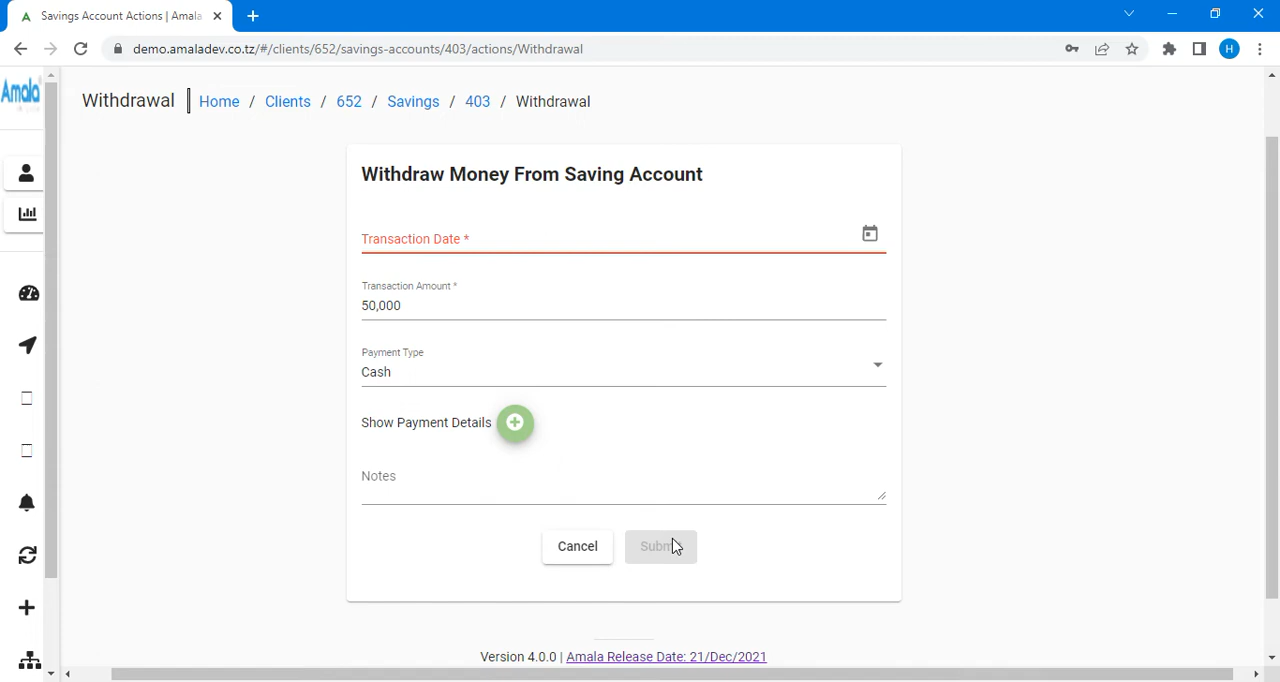 Savings Account Actions | Amala
demo.amaladev.co.tz/#/clients/652/savings-accounts/403/actions/Withdrawal
H
Amala
Withdrawal
Home / Clients / 652 / Savings / 403 / Withdrawal
Withdraw Money From Saving Account
Transaction Date *
Transaction Amount *
50,000
Payment Type
Cash
Show Payment Details
Notes
Cancel
Version 4.0.0 | Amala Release Date: 21/Dec/2021